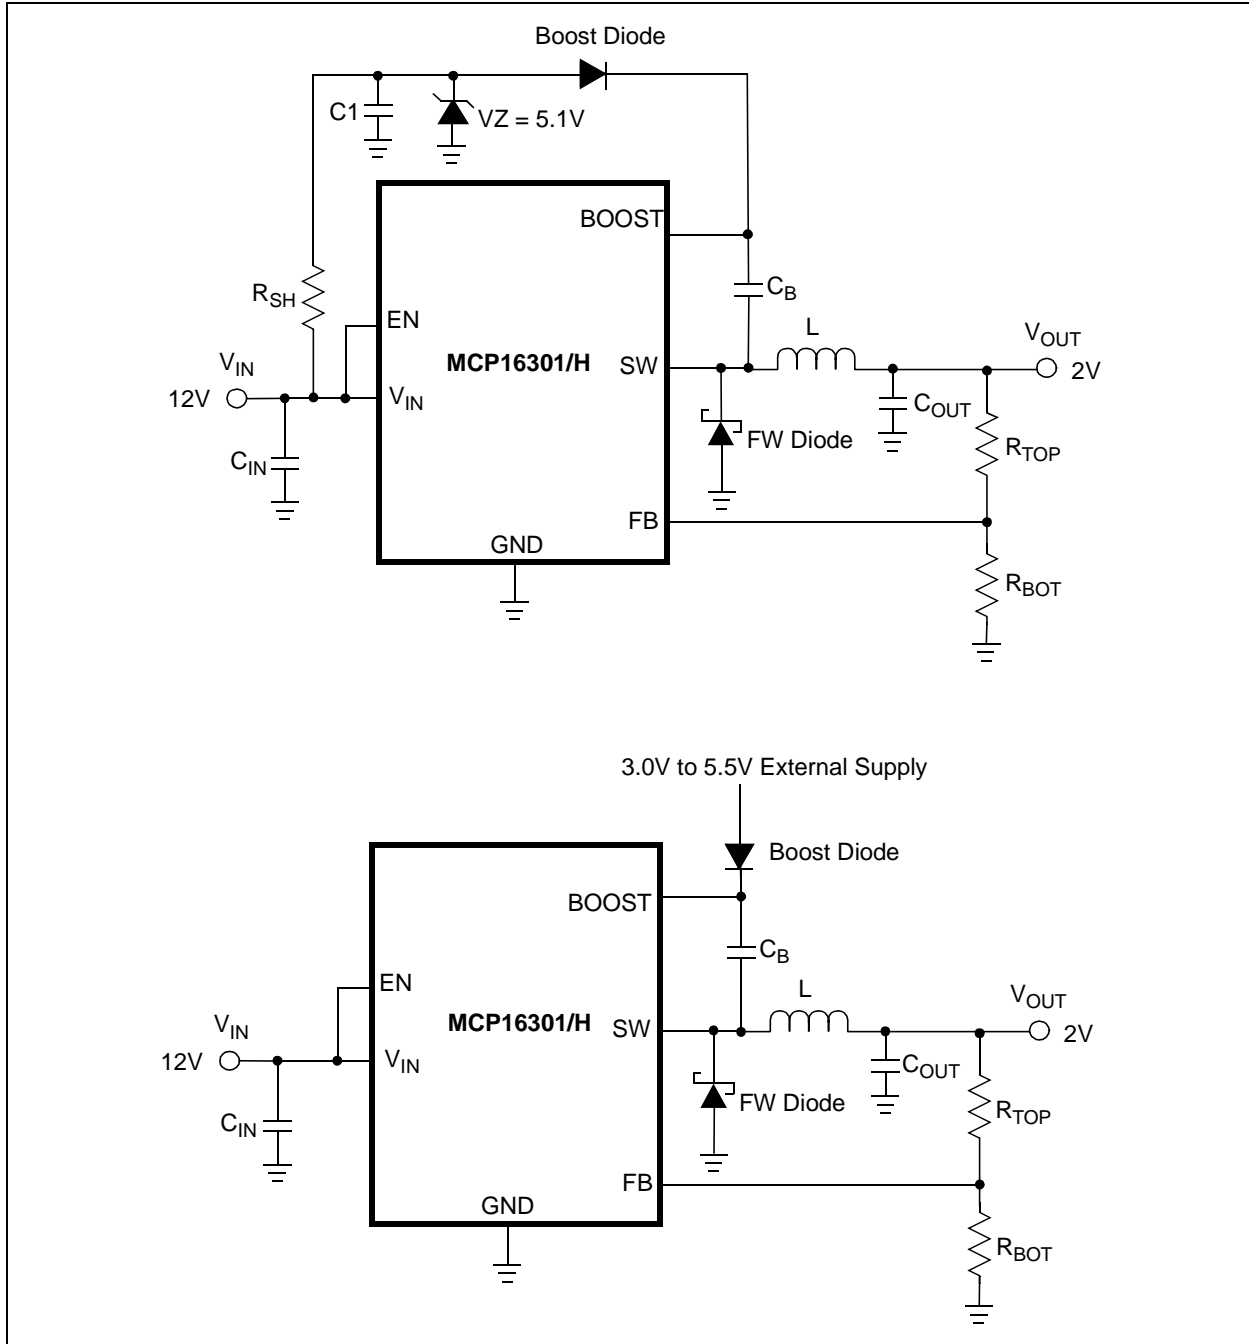 Boost Diode
C1
VZ = 5.1V
BOOST
RSH
CB
EN
L
VOUT
VIN
MCP16301/H
SW
2V
12V
VIN
COUT
FW Diode
RTOP
CIN
FB
GND
RBOT
3.0V to 5.5V External Supply
Boost Diode
BOOST
CB
EN
L
VOUT
VIN
MCP16301/H
SW
2V
12V
VIN
COUT
FW Diode
RTOP
CIN
FB
GND
RBOT